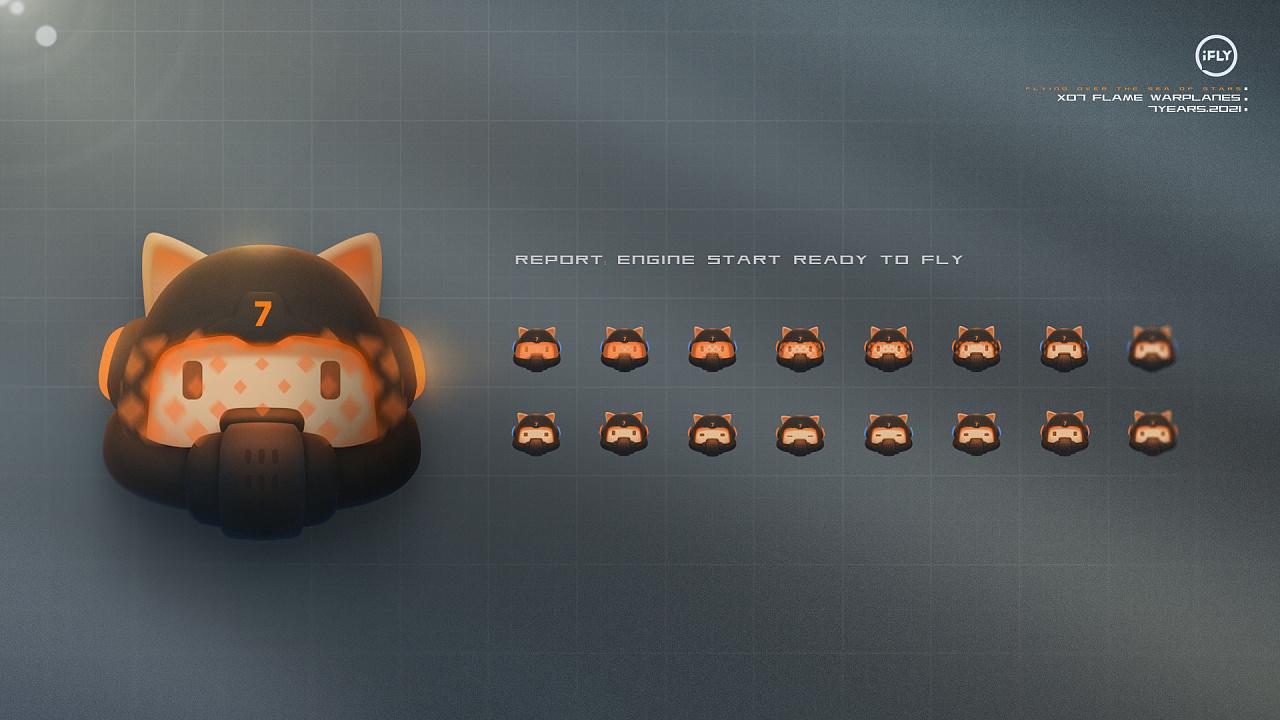 iFLY
FLYING OVER THE SEA OF STARS:
X07 FLAME WARPLANES:
7YEARS.2021:
REPORT: ENGINE START READY TO FLY
7